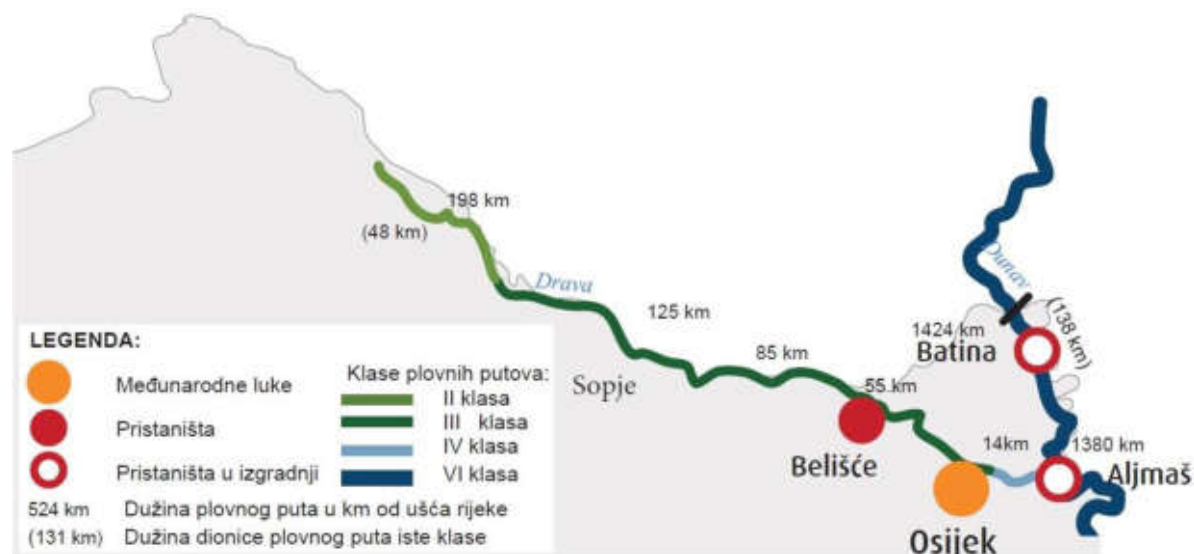 198 km
(48 km)
Drava
125 km
85 km
Sopje
55 km
Belišće
14km
Osijek
Dunav
1424 km
(138 km)
Batina
1380 km
Aljmaš
LEGENDA:
Međunarodne luke
Pristaništa
Pristaništa u izgradnji
524 km Dužina plovnog puta u km od ušća rijeke
(131 km) Dužina dionice plovnog puta iste klase
Klase plovnih putova:
II klasa
III klasa
IV klasa
VI klasa